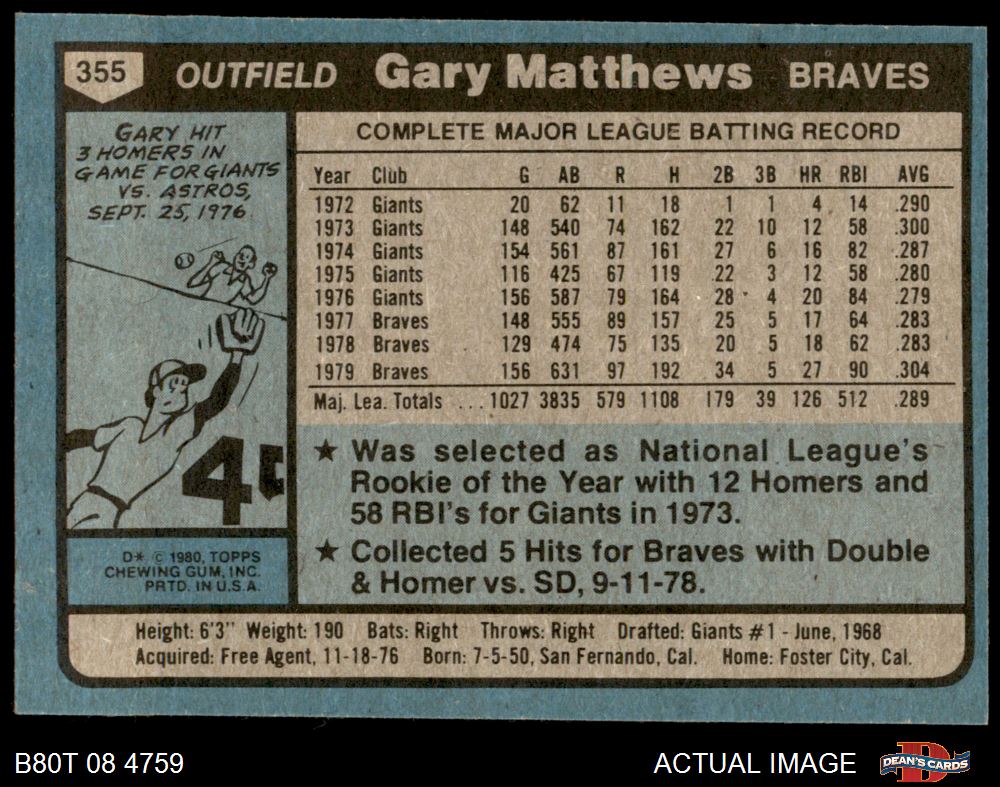 355 OUTFIELD Gary Matthews BRAVES
GARY HIT
3 HOMERS IN
GAME FOR GIANTS
VS. ASTROS,
SEPT. 25, 1976
4
D* © 1980, TOPPS
CHEWING GUM, INC.
PRTD. IN U.S.A.
COMPLETE MAJOR LEAGUE BATTING RECORD
Year Club G AB R H 2B 3B HR RBI AVG
1972 Giants 20 62 11 18 1 1 4 14 .290
1973 Giants 148 540 74 162 22 10 12 58 .300
1974 Giants 154 561 87 161 27 6 16 82 .287
1975 Giants 116 425 67 119 22 3 12 58 .280
1976 Giants 156 587 79 164 28 4 20 84 .279
1977 Braves 148 555 89 157 25 5 17 64 .283
1978 Braves 129 474 75 135 20 5 18 62 .283
1979 Braves 156 631 97 192 34 5 27 90 .304
Maj. Lea. Totals ... 1027 3835 579 1108 179 39 126 512 .289
★ Was selected as National League's
Rookie of the Year with 12 Homers and
58 RBI's for Giants in 1973.
★ Collected 5 Hits for Braves with Double
& Homer vs. SD, 9-11-78.
Height: 6'3" Weight: 190 Bats: Right Throws: Right Drafted: Giants #1 - June, 1968
Acquired: Free Agent, 11-18-76 Born: 7-5-50, San Fernando, Cal. Home: Foster City, Cal.
B80T 08 4759 ACTUAL IMAGE DEAN'S CARDS